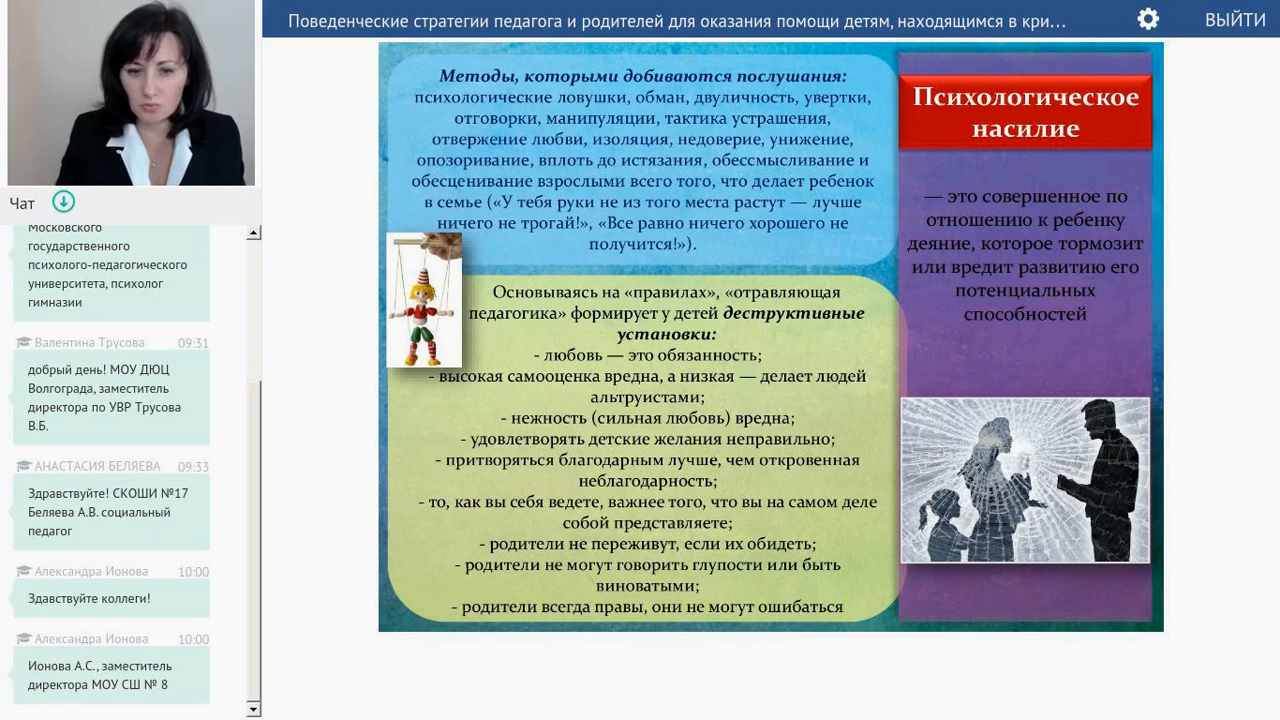 Поведенческие стратегии педагога и родителей для оказания помощи детям, находящимся в кри...
ВЫЙТИ
Чат
Московского
государственного
психолого-педагогического
университета, психолог
гимназии
Валентина Трусова 09:31
добрый день! МОУ ДЮЦ
Волгограда, заместитель
директора по УВР Трусова
В.Б.
АНАСТАСИЯ БЕЛЯЕВА 09:33
Здравствуйте! СКОШИ №17
Беляева А.В. социальный
педагог
Александра Ионова 10:00
Здавствуйте коллеги!
Александра Ионова 10:00
Ионова А.С., заместитель
директора МОУ СШ № 8
Методы, которыми добиваются послушания:
психологические ловушки, обман, двуличность, увертки,
отговорки, манипуляции, тактика устрашения,
отвержение любви, изоляция, недоверие, унижение,
опозоривание, вплоть до истязания, обессмысливание и
обесценивание взрослыми всего того, что делает ребенок
в семье («У тебя руки не из того места растут — лучше
ничего не трогай!», «Все равно ничего хорошего не
получится!»).
Основываясь на «правилах», «отравляющая
педагогика» формирует у детей деструктивные
установки:
- любовь — это обязанность;
- высокая самооценка вредна, а низкая — делает людей
альтруистами;
- нежность (сильная любовь) вредна;
- удовлетворять детские желания неправильно;
- притворяться благодарным лучше, чем откровенная
неблагодарность;
- то, как вы себя ведете, важнее того, что вы на самом деле
собой представляете;
- родители не переживут, если их обидеть;
- родители не могут говорить глупости или быть
виноватыми;
- родители всегда правы, они не могут ошибаться
Психологическое
насилие
— это совершенное по
отношению к ребенку
деяние, которое тормозит
или вредит развитию его
потенциальных
способностей